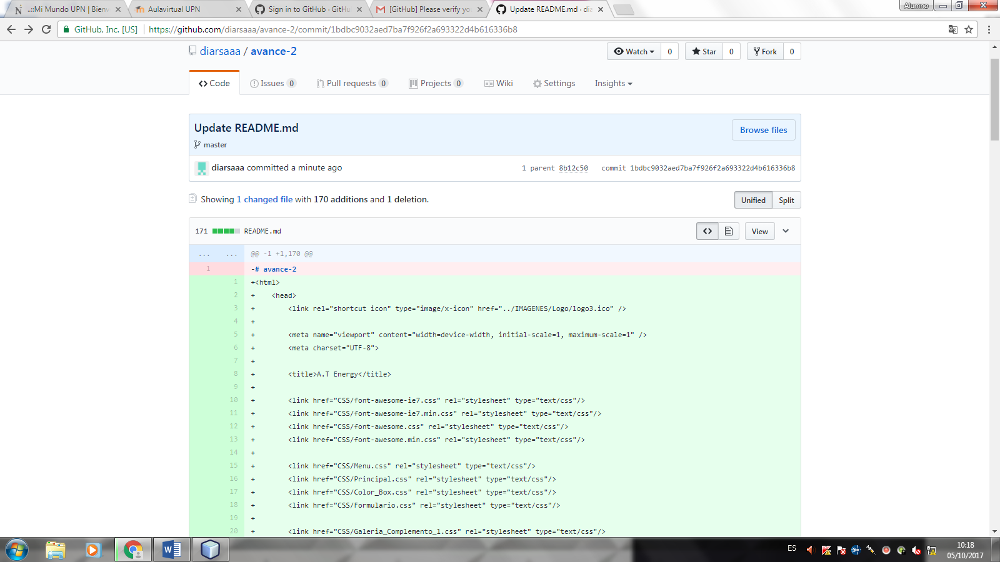 ..::Mi Mundo UPN | Bienv
Aulavirtual UPN
Sign in to GitHub · GitHu
[GitHub] Please verify yo
Update README.md · dia
Alumno
GitHub, Inc. [US]
https://github.com/diarsaaa/avance-2/commit/1bdbc9032aed7ba7f926f2a693322d4b616336b8
diarsaaa / avance-2
Watch 0
Star 0
Fork 0
Code
Issues 0
Pull requests 0
Projects 0
Wiki
Settings
Insights
Update README.md
Browse files
master
diarsaaa committed a minute ago
1 parent 8b12c50 commit 1bdbc9032aed7ba7f926f2a693322d4b616336b8
Showing 1 changed file with 170 additions and 1 deletion.
Unified Split
171 README.md
<> View
... ... @@ -1 +1,170 @@
1 -# avance-2
1 +<html>
2 +    <head>
3 +        <link rel="shortcut icon" type="image/x-icon" href="../IMAGENES/Logo/logo3.ico" />
4 +
5 +        <meta name="viewport" content="width=device-width, initial-scale=1, maximum-scale=1" />
6 +        <meta charset="UTF-8">
7 +
8 +        <title>A.T Energy</title>
9 +
10 +        <link href="CSS/font-awesome-ie7.css" rel="stylesheet" type="text/css"/>
11 +        <link href="CSS/font-awesome-ie7.min.css" rel="stylesheet" type="text/css"/>
12 +        <link href="CSS/font-awesome.css" rel="stylesheet" type="text/css"/>
13 +        <link href="CSS/font-awesome.min.css" rel="stylesheet" type="text/css"/>
14 +
15 +        <link href="CSS/Menu.css" rel="stylesheet" type="text/css"/>
16 +        <link href="CSS/Principal.css" rel="stylesheet" type="text/css"/>
17 +        <link href="CSS/Color_Box.css" rel="stylesheet" type="text/css"/>
18 +        <link href="CSS/Formulario.css" rel="stylesheet" type="text/css"/>
19 +
20 +        <link href="CSS/Galeria_Complemento_1.css" rel="stylesheet" type="text/css"/>
ES
10:18
05/10/2017